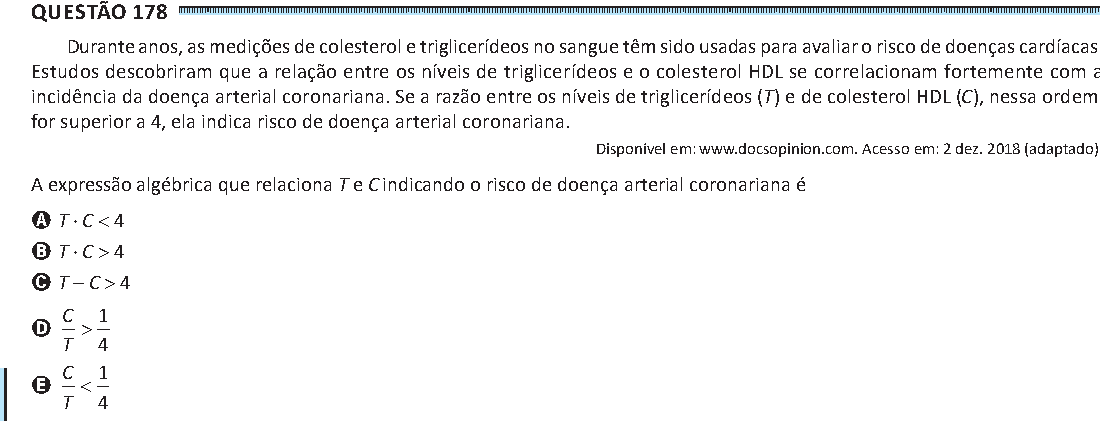 QUESTÃO 178
Durante anos, as medições de colesterol e triglicerídeos no sangue têm sido usadas para avaliar o risco de doenças cardíacas
Estudos descobriram que a relação entre os níveis de triglicerídeos e o colesterol HDL se correlacionam fortemente com a
incidência da doença arterial coronariana. Se a razão entre os níveis de triglicerídeos (T) e de colesterol HDL (C), nessa ordem
for superior a 4, ela indica risco de doença arterial coronariana.
Disponível em: www.docsopinion.com. Acesso em: 2 dez. 2018 (adaptado)
A expressão algébrica que relaciona T e C indicando o risco de doença arterial coronariana é
A T · C < 4
B T · C > 4
C T – C > 4
D C/T > 1/4
E C/T < 1/4